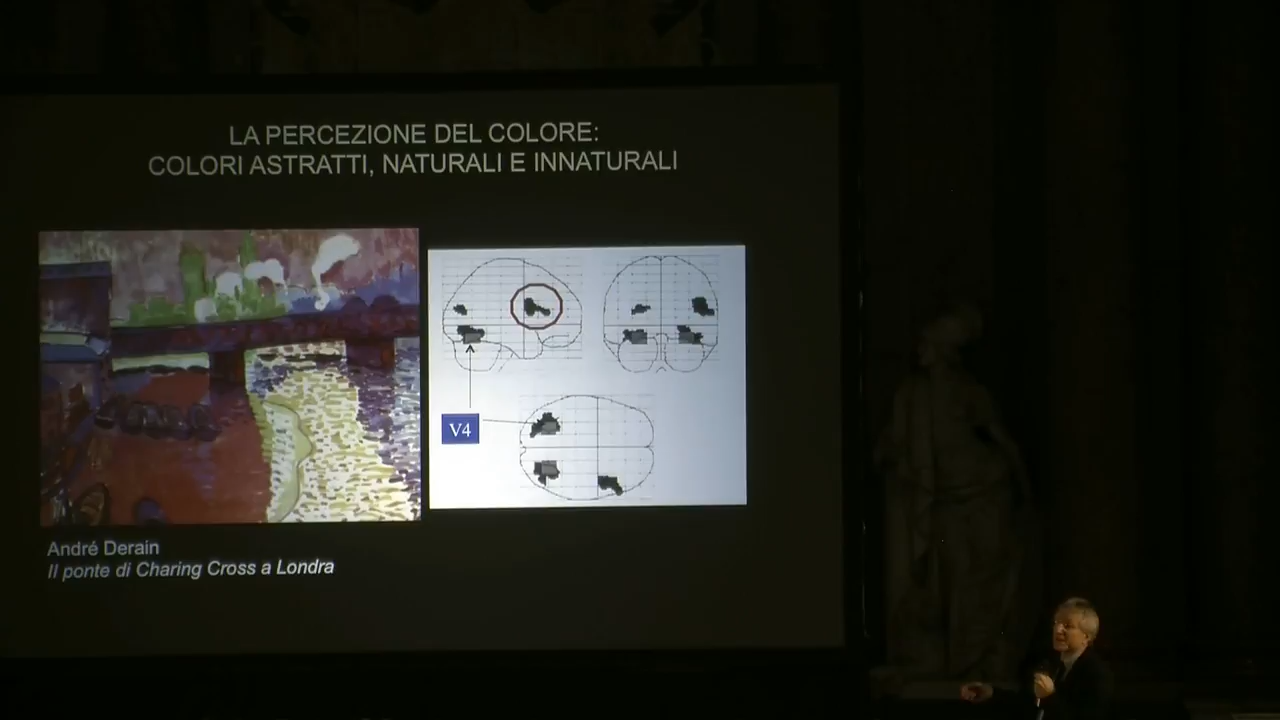 LA PERCEZIONE DEL COLORE:
COLORI ASTRATTI, NATURALI E INNATURALI
V4
André Derain
Il ponte di Charing Cross a Londra